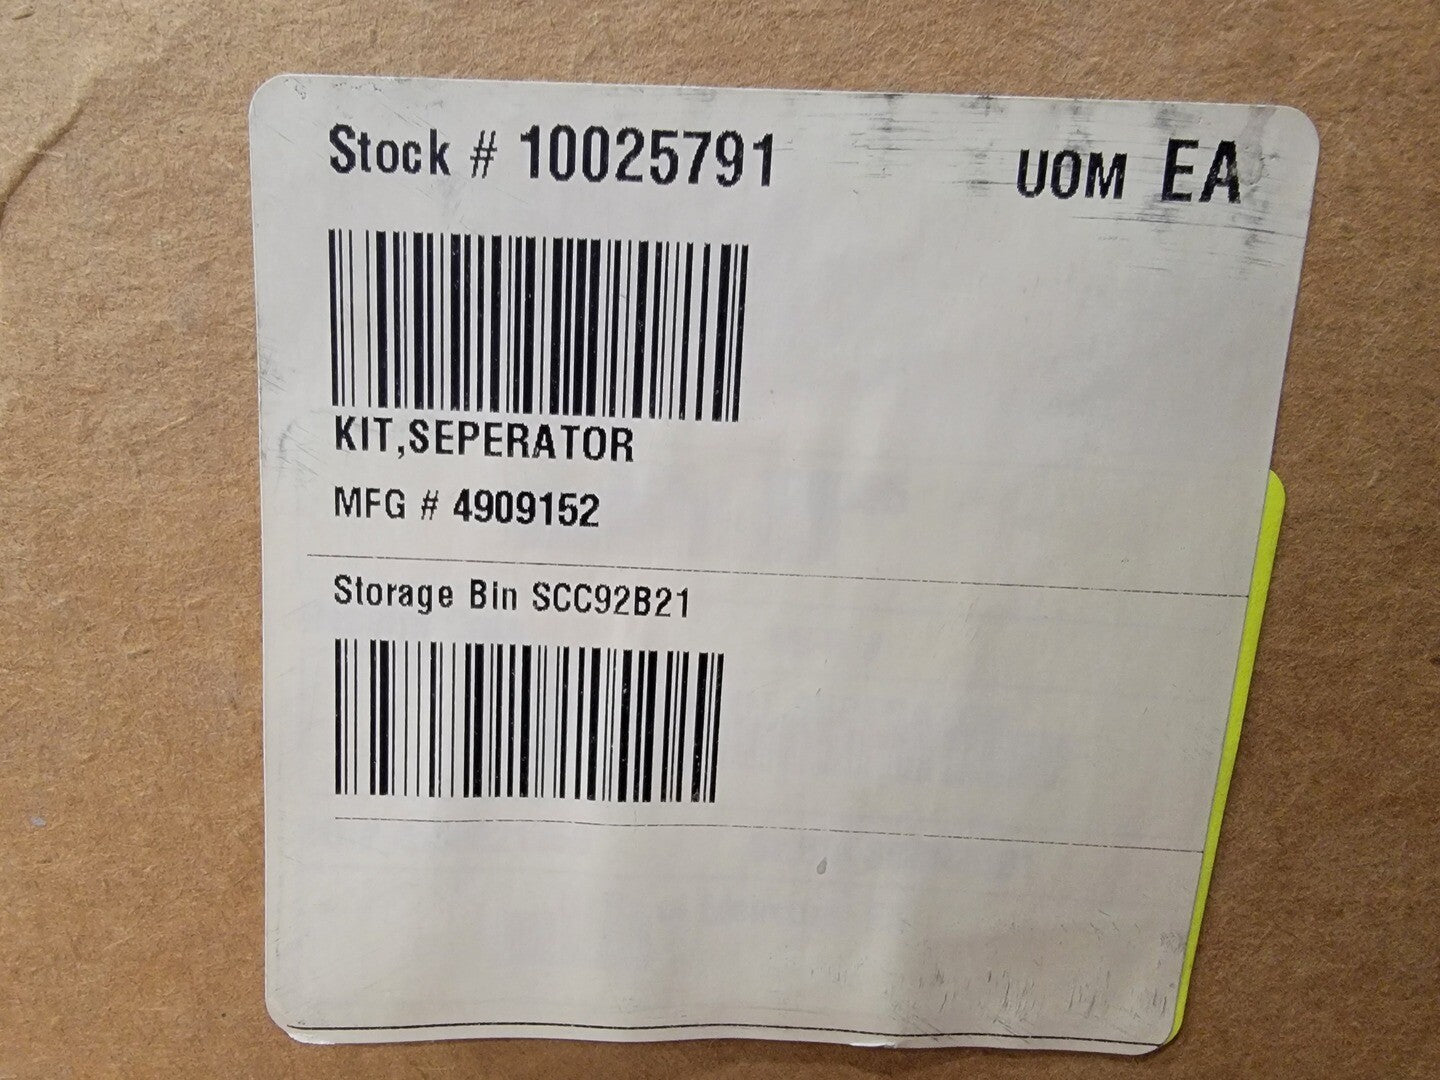 Stock # 10025791 UOM EA
KIT,SEPERATOR
MFG # 4909152
Storage Bin SCC92B21